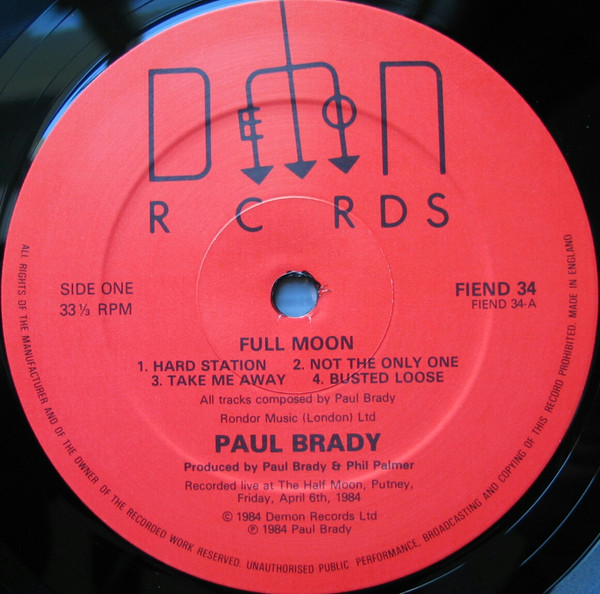 DEMON
RECORDS
SIDE ONE
33⅓ RPM
FIEND 34
FIEND 34-A
FULL MOON
1. HARD STATION 2. NOT THE ONLY ONE
3. TAKE ME AWAY 4. BUSTED LOOSE
All tracks composed by Paul Brady
Rondor Music (London) Ltd
PAUL BRADY
Produced by Paul Brady & Phil Palmer
Recorded live at The Half Moon, Putney,
Friday, April 6th, 1984
© 1984 Demon Records Ltd
℗ 1984 Paul Brady
ALL RIGHTS OF THE MANUFACTURER AND OF THE OWNER OF THE RECORDED WORK RESERVED. UNAUTHORISED PUBLIC PERFORMANCE, BROADCASTING AND COPYING OF THIS RECORD PROHIBITED. MADE IN ENGLAND